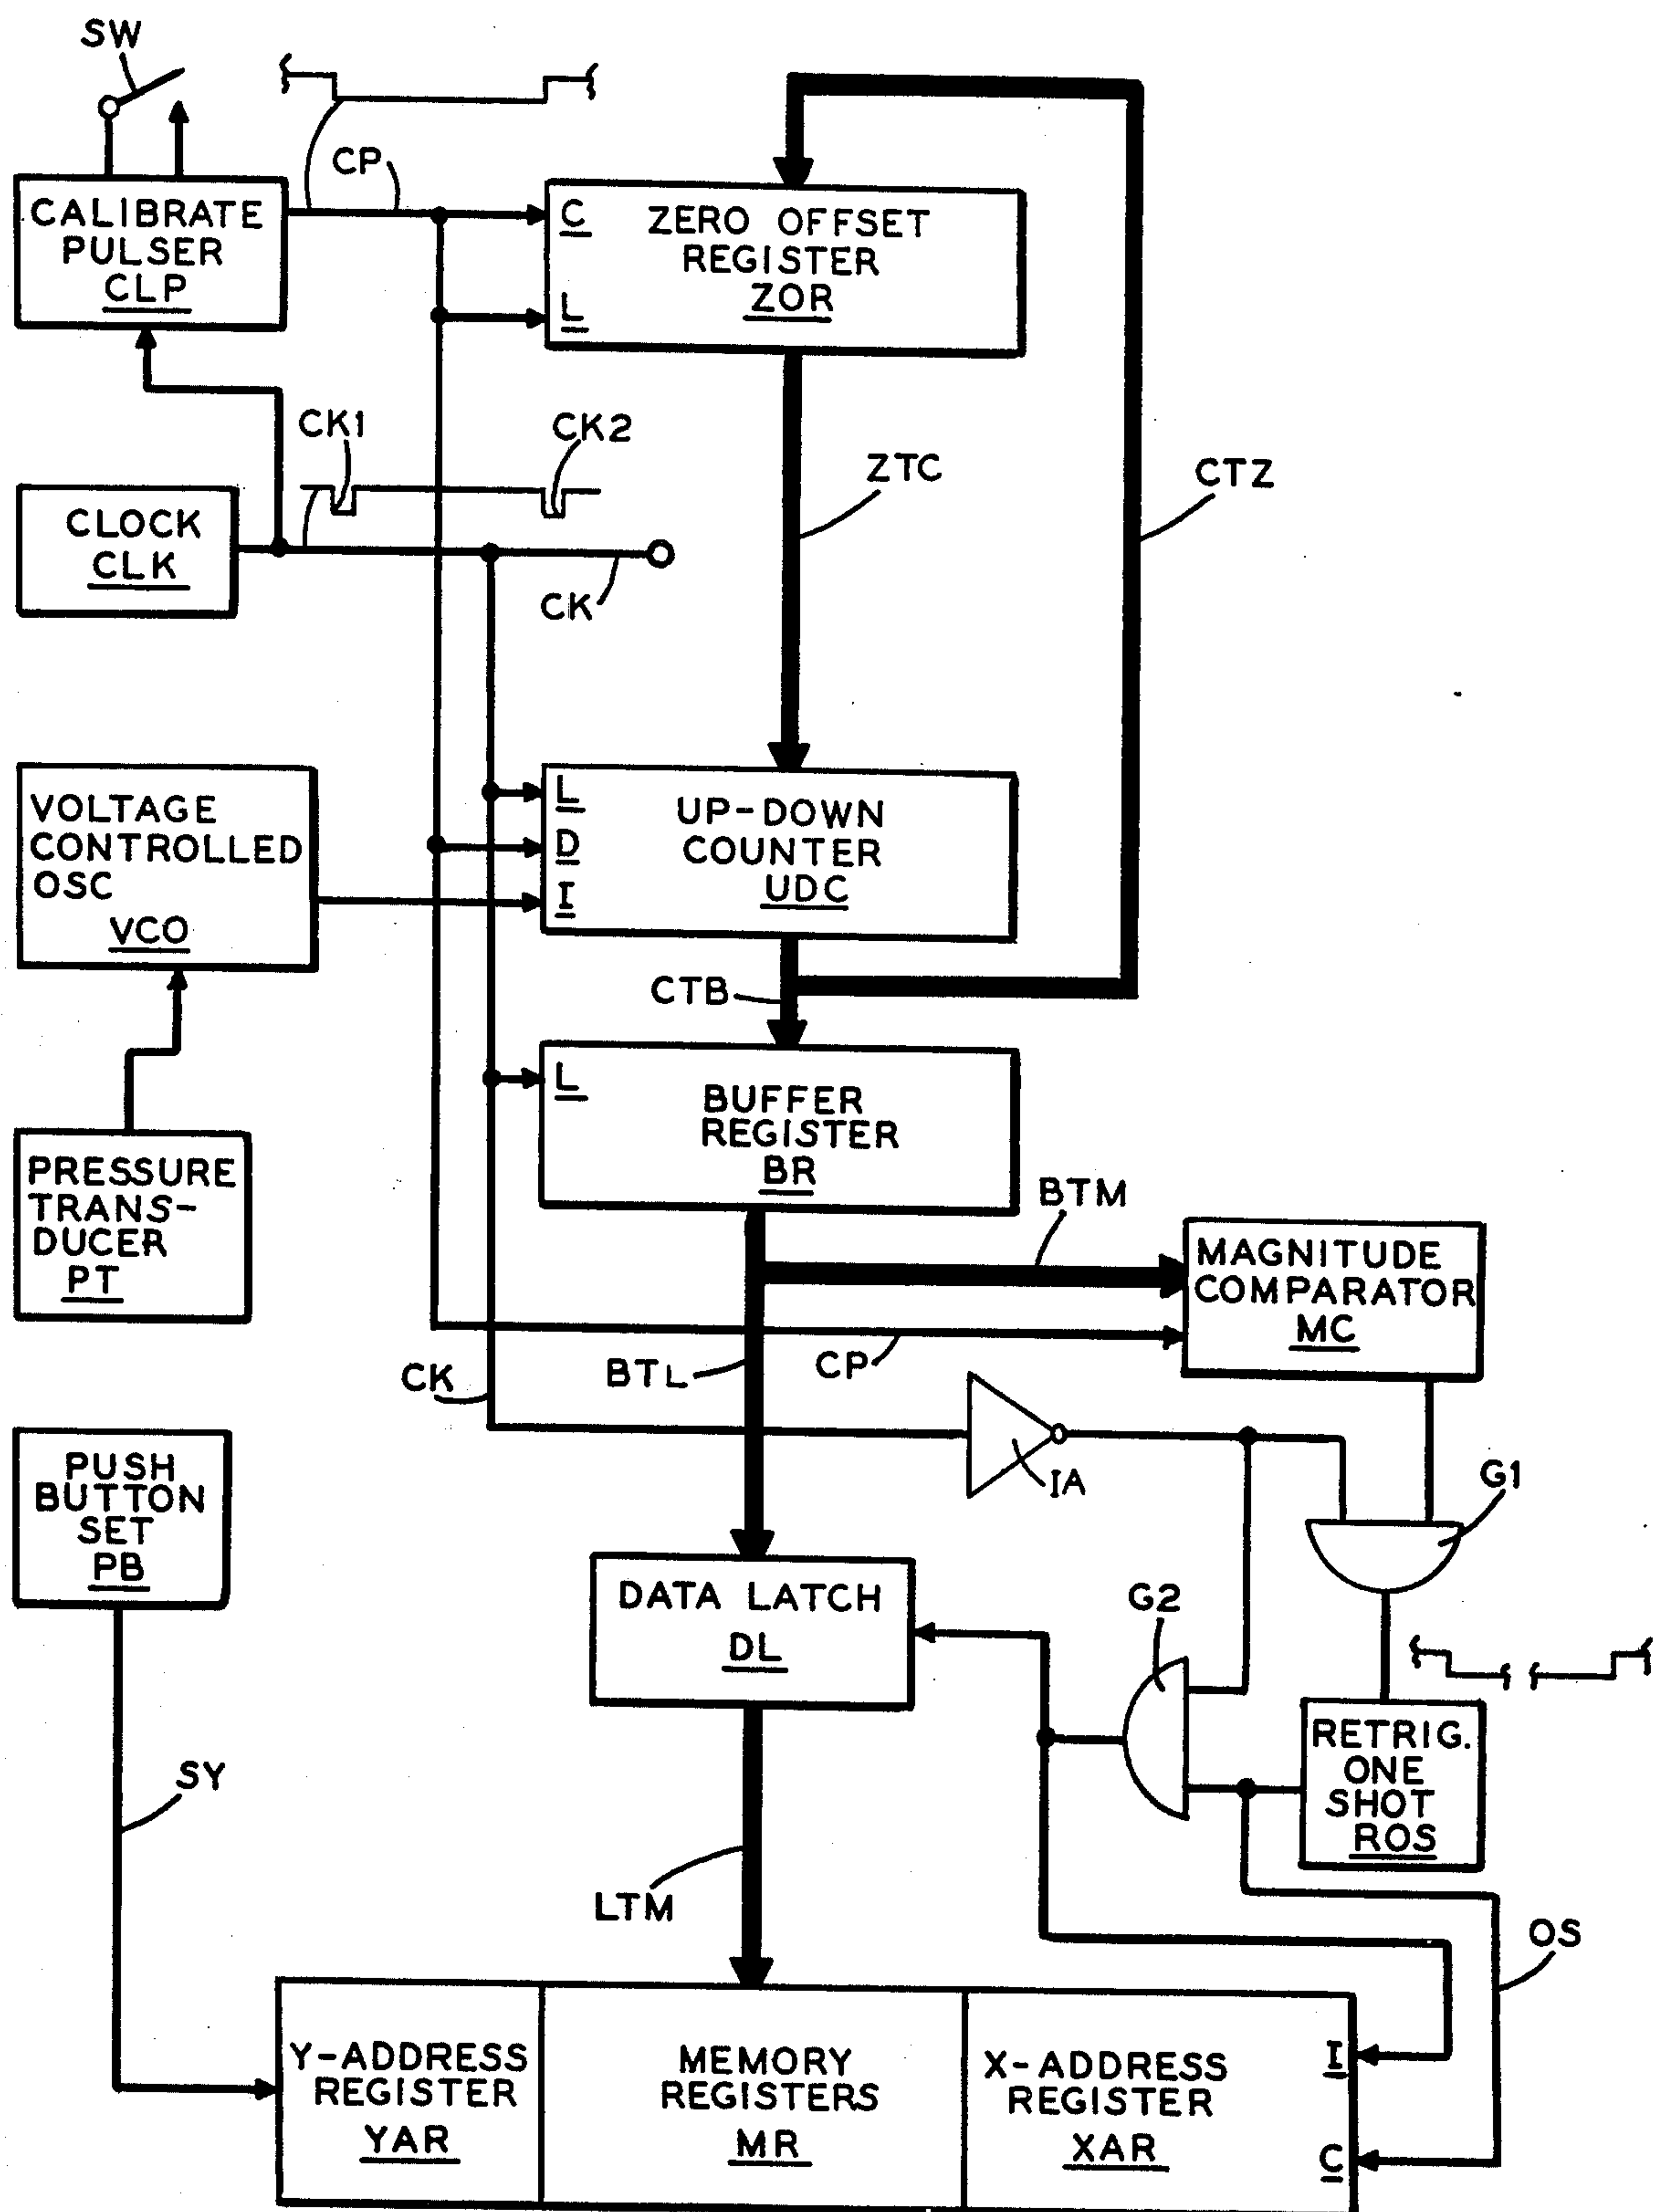 SW
CP
CALIBRATE
PULSER
CLP
C
L
ZERO OFFSET
REGISTER
ZOR
CK1
CK2
ZTC
CTZ
CLOCK
CLK
CK
VOLTAGE
CONTROLLED
OSC
VCO
L
D
I
UP-DOWN
COUNTER
UDC
CTB
L
BUFFER
REGISTER
BR
PRESSURE
TRANS-
DUCER
PT
BTM
MAGNITUDE
COMPARATOR
MC
CP
BTL
CK
IA
G1
PUSH
BUTTON
SET
PB
DATA LATCH
DL
G2
RETRIG.
ONE
SHOT
ROS
SY
LTM
OS
Y-ADDRESS
REGISTER
YAR
MEMORY
REGISTERS
MR
X-ADDRESS
REGISTER
XAR
I
C